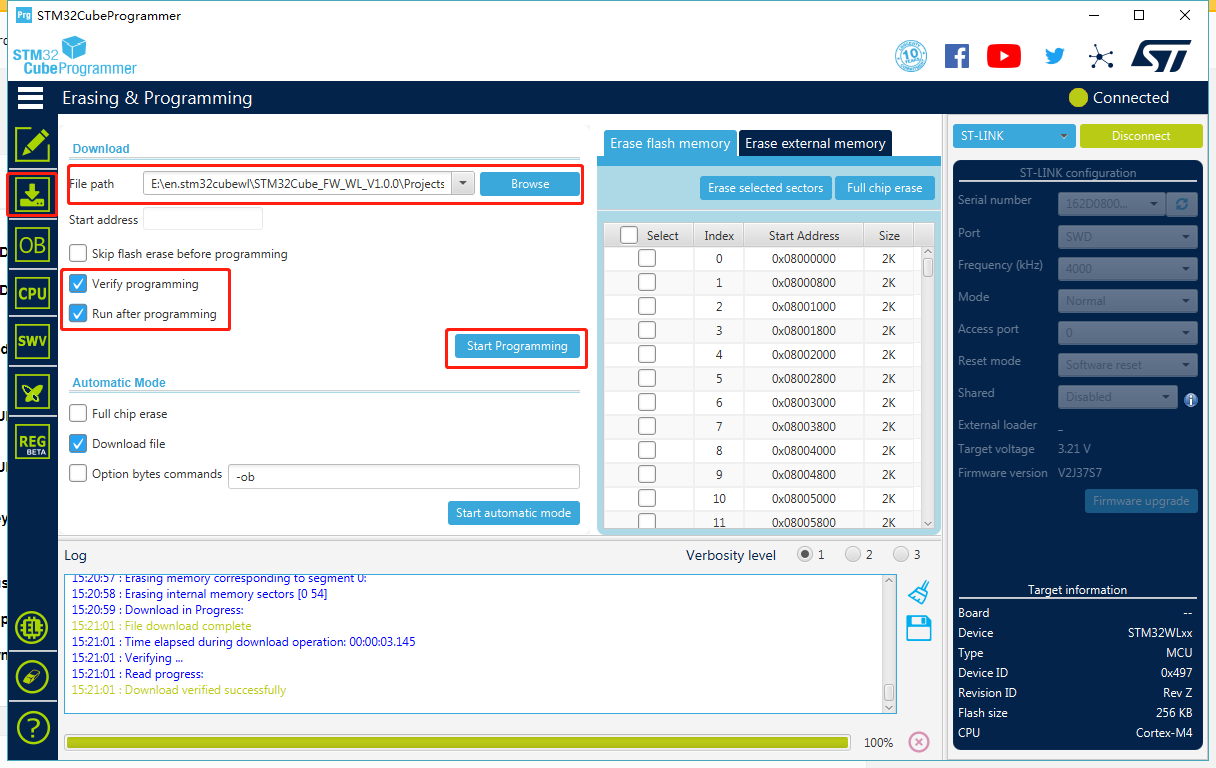 Prg STM32CubeProgrammer
STM32
CubeProgrammer
10
Erasing & Programming
Connected
Download
File path
E:\en.stm32cubewl\STM32Cube_FW_WL_V1.0.0\Projects
Browse
Start address
Skip flash erase before programming
Verify programming
Run after programming
Start Programming
Automatic Mode
Full chip erase
Download file
Option bytes commands
-ob
Start automatic mode
OB
CPU
SWV
REG
BETA
Erase flash memory
Erase external memory
Erase selected sectors
Full chip erase
Select Index Start Address Size
0 0x08000000 2K
1 0x08000800 2K
2 0x08001000 2K
3 0x08001800 2K
4 0x08002000 2K
5 0x08002800 2K
6 0x08003000 2K
7 0x08003800 2K
8 0x08004000 2K
9 0x08004800 2K
10 0x08005000 2K
11 0x08005800 2K
ST-LINK
Disconnect
ST-LINK configuration
Serial number 162D0800...
Port SWD
Frequency (kHz) 4000
Mode Normal
Access port 0
Reset mode Software reset
Shared Disabled
External loader _
Target voltage 3.21 V
Firmware version V2J37S7
Firmware upgrade
Target information
Board --
Device STM32WLxx
Type MCU
Device ID 0x497
Revision ID Rev Z
Flash size 256 KB
CPU Cortex-M4
Log
Verbosity level 1 2 3
15:20:57 : Erasing memory corresponding to segment 0:
15:20:58 : Erasing internal memory sectors [0 54]
15:20:59 : Download in Progress:
15:21:01 : File download complete
15:21:01 : Time elapsed during download operation: 00:00:03.145
15:21:01 : Verifying ...
15:21:01 : Read progress:
15:21:01 : Download verified successfully
100%